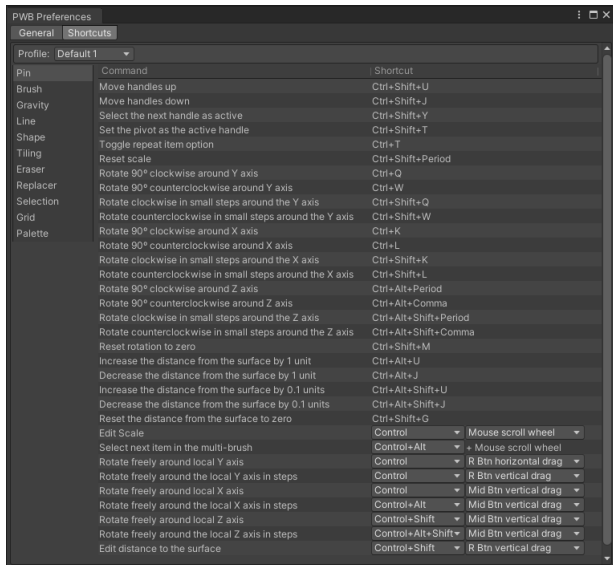 PWB Preferences
General Shortcuts
Profile: Default 1
Pin
Brush
Gravity
Line
Shape
Tiling
Eraser
Replacer
Selection
Grid
Palette
Command Shortcut
Move handles up Ctrl+Shift+U
Move handles down Ctrl+Shift+J
Select the next handle as active Ctrl+Shift+Y
Set the pivot as the active handle Ctrl+Shift+T
Toggle repeat item option Ctrl+T
Reset scale Ctrl+Shift+Period
Rotate 90º clockwise around Y axis Ctrl+Q
Rotate 90º counterclockwise around Y axis Ctrl+W
Rotate clockwise in small steps around the Y axis Ctrl+Shift+Q
Rotate counterclockwise in small steps around the Y axis Ctrl+Shift+W
Rotate 90º clockwise around X axis Ctrl+K
Rotate 90º counterclockwise around X axis Ctrl+L
Rotate clockwise in small steps around the X axis Ctrl+Shift+K
Rotate counterclockwise in small steps around the X axis Ctrl+Shift+L
Rotate 90º clockwise around Z axis Ctrl+Alt+Period
Rotate 90º counterclockwise around Z axis Ctrl+Alt+Comma
Rotate clockwise in small steps around the Z axis Ctrl+Alt+Shift+Period
Rotate counterclockwise in small steps around the Z axis Ctrl+Alt+Shift+Comma
Reset rotation to zero Ctrl+Shift+M
Increase the distance from the surface by 1 unit Ctrl+Alt+U
Decrease the distance from the surface by 1 unit Ctrl+Alt+J
Increase the distance from the surface by 0.1 units Ctrl+Alt+Shift+U
Decrease the distance from the surface by 0.1 units Ctrl+Alt+Shift+J
Reset the distance from the surface to zero Ctrl+Shift+G
Edit Scale Control Mouse scroll wheel
Select next item in the multi-brush Control+Alt + Mouse scroll wheel
Rotate freely around local Y axis Control R Btn horizontal drag
Rotate freely around the local Y axis in steps Control R Btn vertical drag
Rotate freely around local X axis Control Mid Btn vertical drag
Rotate freely around the local X axis in steps Control+Alt Mid Btn vertical drag
Rotate freely around local Z axis Control+Shift Mid Btn vertical drag
Rotate freely around the local Z axis in steps Control+Alt+Shift Mid Btn vertical drag
Edit distance to the surface Control+Shift R Btn vertical drag